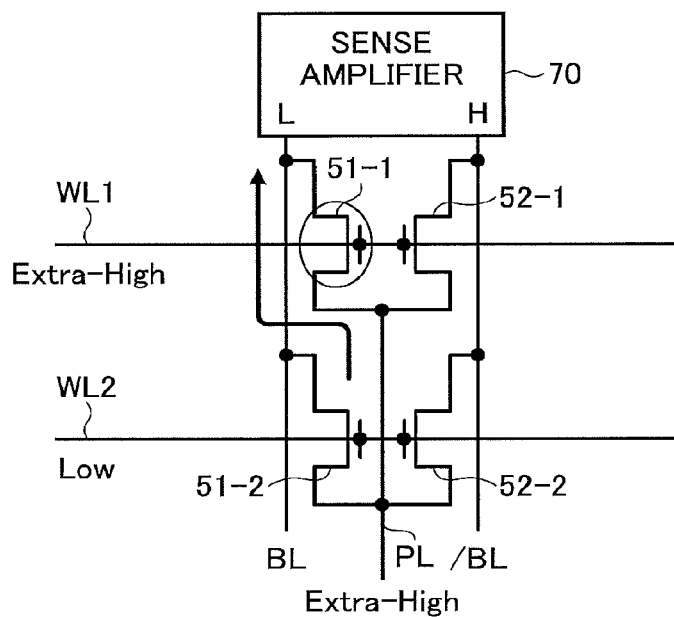 SENSE
AMPLIFIER
70
L H
51-1
WL1
52-1
Extra-High
WL2
Low
51-2
52-2
BL PL /BL
Extra-High